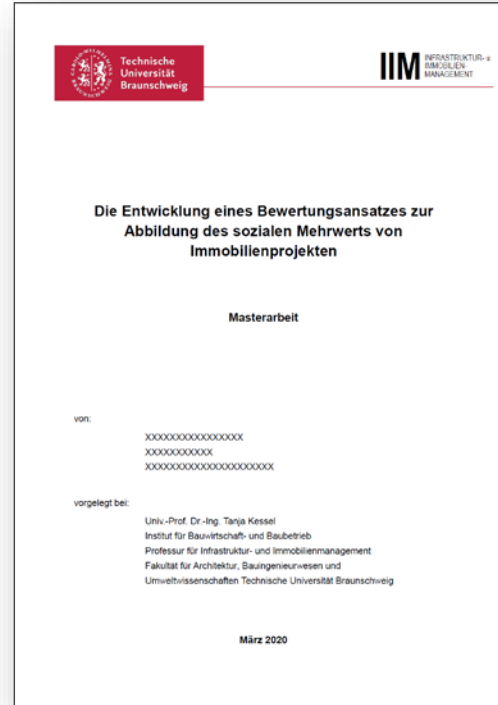 Technische
Universität
Braunschweig
IIM
INFRASTRUKTUR- &
IMMOBILIEN-
MANAGEMENT
Die Entwicklung eines Bewertungsansatzes zur
Abbildung des sozialen Mehrwerts von
Immobilienprojekten
Masterarbeit
von:
XXXXXXXXXXXXXXXX
XXXXXXXXXXX
XXXXXXXXXXXXXXXXXXXXX
vorgelegt bei:
Univ.-Prof. Dr.-Ing. Tanja Kessel
Institut für Bauwirtschaft- und Baubetrieb
Professur für Infrastruktur- und Immobilienmanagement
Fakultät für Architektur, Bauingenieurwesen und
Umweltwissenschaften Technische Universität Braunschweig
März 2020